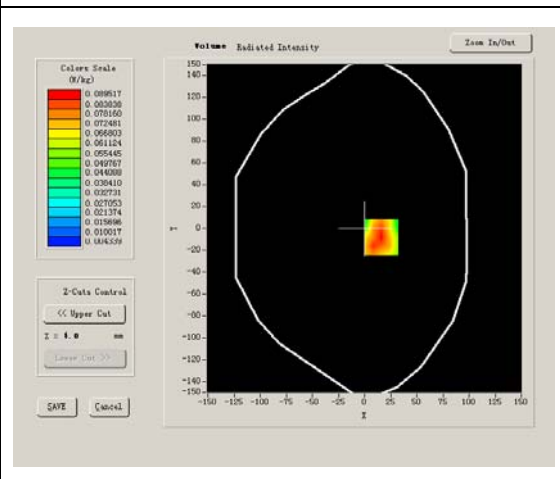 Volume Radiated Intensity
Zoom In/Out
Colors Scale
(W/kg)
0.089517
0.083838
0.078160
0.072481
0.066803
0.061124
0.055445
0.049767
0.044088
0.038410
0.032731
0.027053
0.021374
0.015696
0.010017
0.004339
Z-Cuts Control
<< Upper Cut
Z = 4.0 mm
Lower Cut >>
SAVE
Cancel
150
140
120
100
80
60
40
20
0
-20
-40
-60
-80
-100
-120
-140
-150
Y
-150 -125 -100 -75 -50 -25 0 25 50 75 100 125 150
X